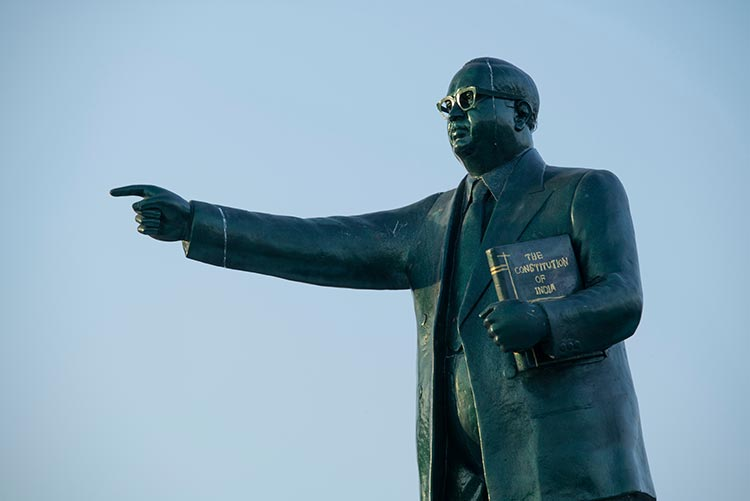 THE
CONSTITUTION
OF
INDIA